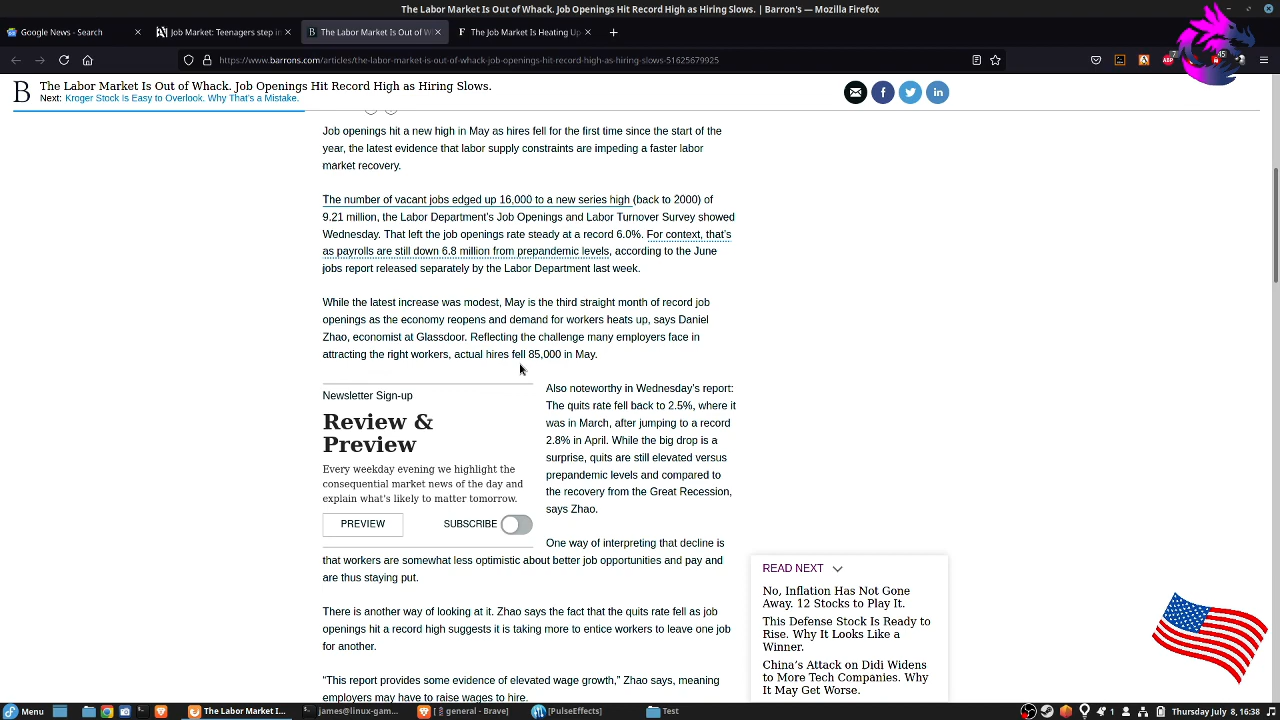 The Labor Market Is Out of Whack. Job Openings Hit Record High as Hiring Slows. | Barron's — Mozilla Firefox
Google News - Search
Job Market: Teenagers step in
The Labor Market Is Out of W
The Job Market Is Heating Up
https://www.barrons.com/articles/the-labor-market-is-out-of-whack-job-openings-hit-record-high-as-hiring-slows-51625679925
The Labor Market Is Out of Whack. Job Openings Hit Record High as Hiring Slows.
Next: Kroger Stock Is Easy to Overlook. Why That's a Mistake.
Job openings hit a new high in May as hires fell for the first time since the start of the
year, the latest evidence that labor supply constraints are impeding a faster labor
market recovery.
The number of vacant jobs edged up 16,000 to a new series high (back to 2000) of
9.21 million, the Labor Department's Job Openings and Labor Turnover Survey showed
Wednesday. That left the job openings rate steady at a record 6.0%. For context, that's
as payrolls are still down 6.8 million from prepandemic levels, according to the June
jobs report released separately by the Labor Department last week.
While the latest increase was modest, May is the third straight month of record job
openings as the economy reopens and demand for workers heats up, says Daniel
Zhao, economist at Glassdoor. Reflecting the challenge many employers face in
attracting the right workers, actual hires fell 85,000 in May.
Newsletter Sign-up
Review &
Preview
Every weekday evening we highlight the
consequential market news of the day and
explain what's likely to matter tomorrow.
PREVIEW
SUBSCRIBE
Also noteworthy in Wednesday's report:
The quits rate fell back to 2.5%, where it
was in March, after jumping to a record
2.8% in April. While the big drop is a
surprise, quits are still elevated versus
prepandemic levels and compared to
the recovery from the Great Recession,
says Zhao.
One way of interpreting that decline is
that workers are somewhat less optimistic about better job opportunities and pay and
are thus staying put.
There is another way of looking at it. Zhao says the fact that the quits rate fell as job
openings hit a record high suggests it is taking more to entice workers to leave one job
for another.
“This report provides some evidence of elevated wage growth,” Zhao says, meaning
employers may have to raise wages to hire.
READ NEXT
No, Inflation Has Not Gone
Away. 12 Stocks to Play It.
This Defense Stock Is Ready to
Rise. Why It Looks Like a
Winner.
China's Attack on Didi Widens
to More Tech Companies. Why
It May Get Worse.
Menu
The Labor Market I...
james@linux-gam...
general - Brave]
[PulseEffects]
Test
1
Thursday July 8, 16:38